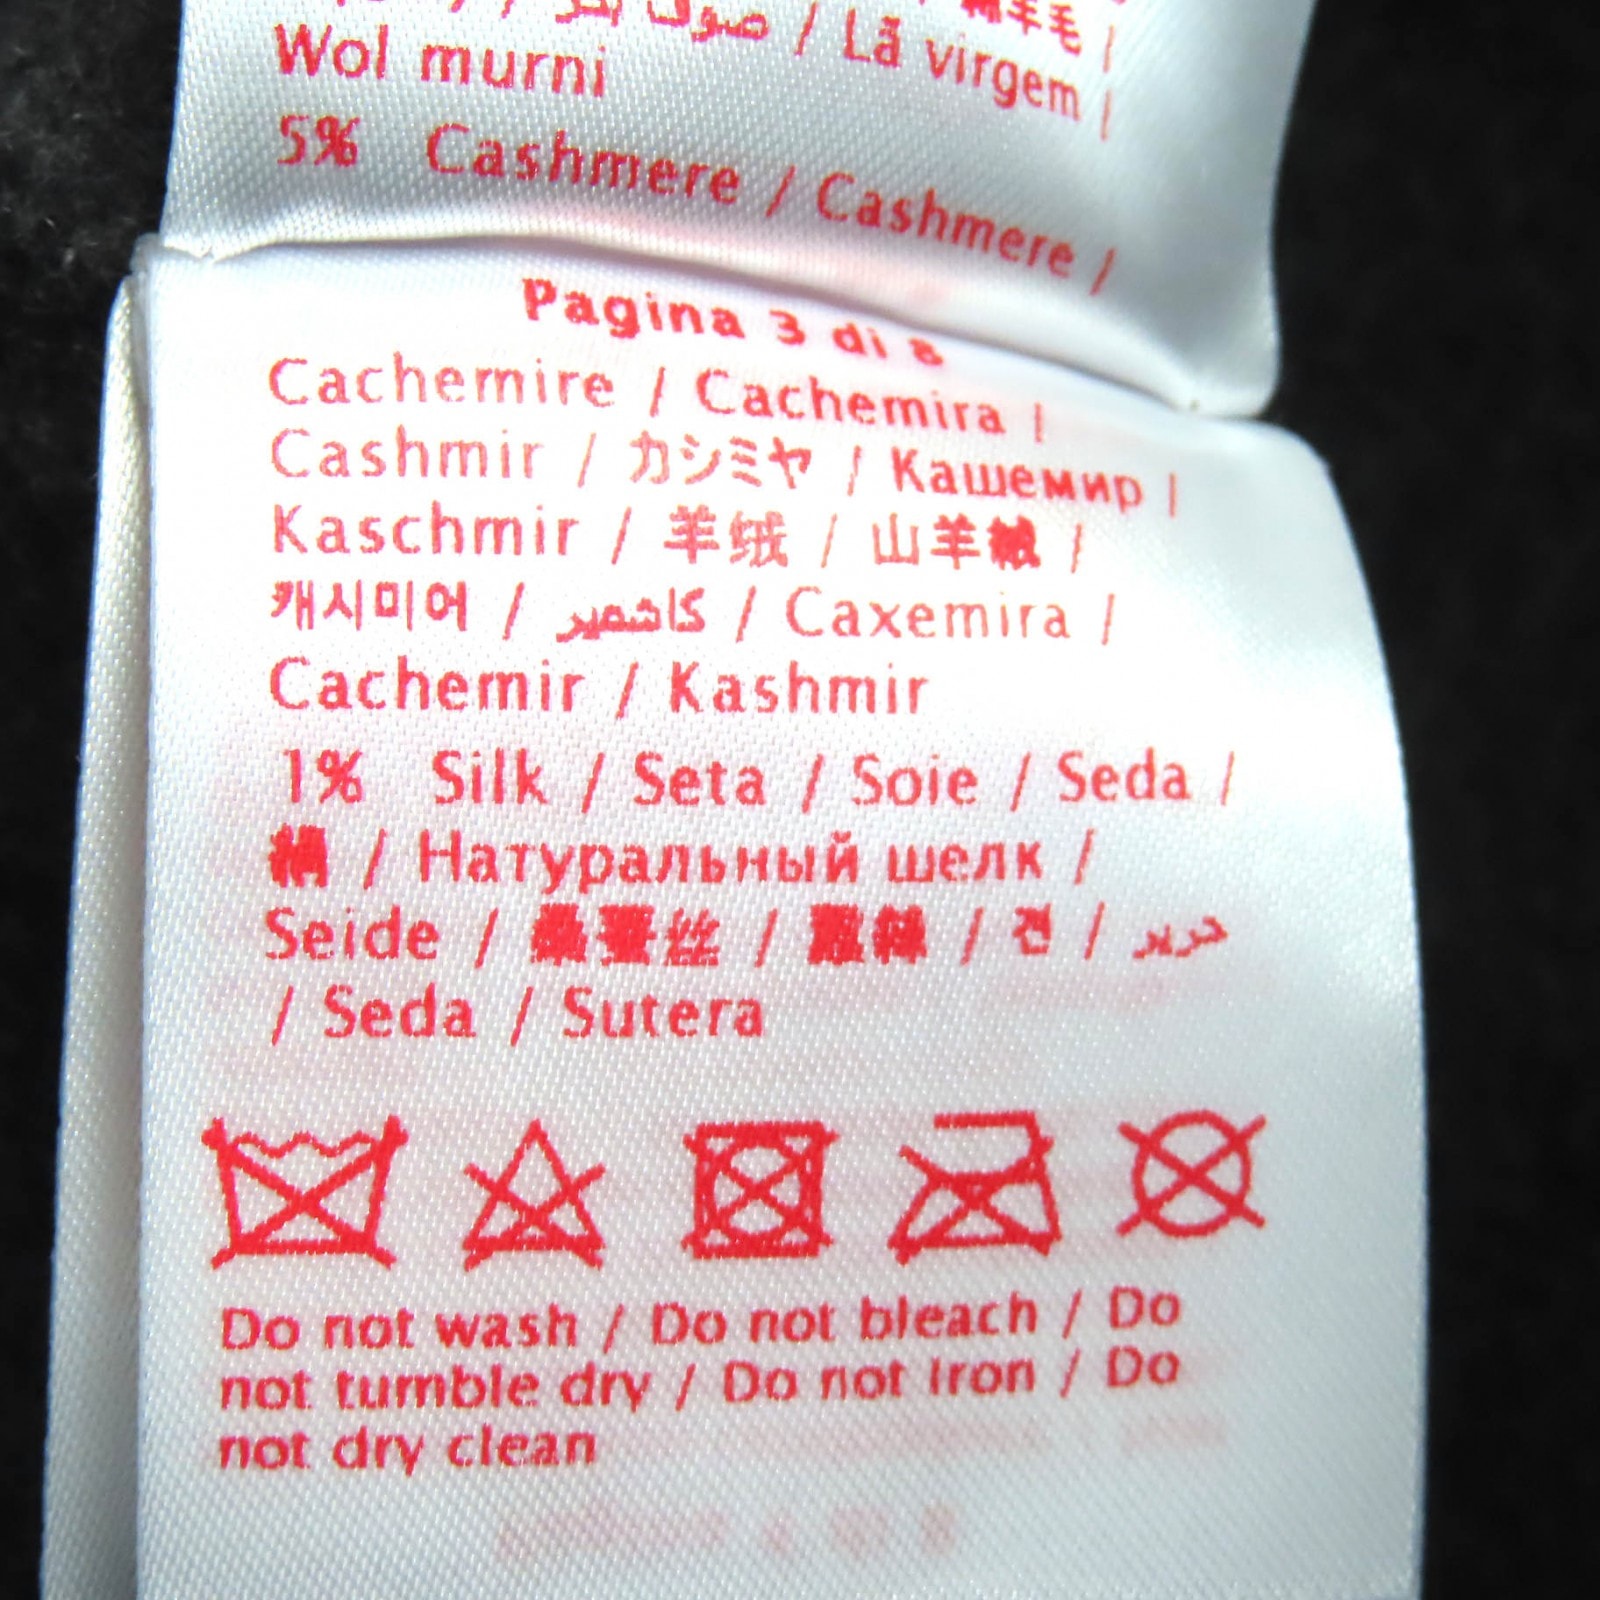 صوف بكر / Lã virgem /
Wol murni
5% Cashmere / Cashmere /
Pagina 3 di 8
Cachemire / Cachemira /
Cashmir / カシミヤ / Кашемир /
Kaschmir / 羊绒 / 山羊絨 /
캐시미어 / كاشمير / Caxemira /
Cachemir / Kashmir
1% Silk / Seta / Soie / Seda /
絹 / Натуральный шелк /
Seide / 桑蚕丝 / 蠶絲 / 견 / حرير
/ Seda / Sutera
Do not wash / Do not bleach / Do
not tumble dry / Do not iron / Do
not dry clean